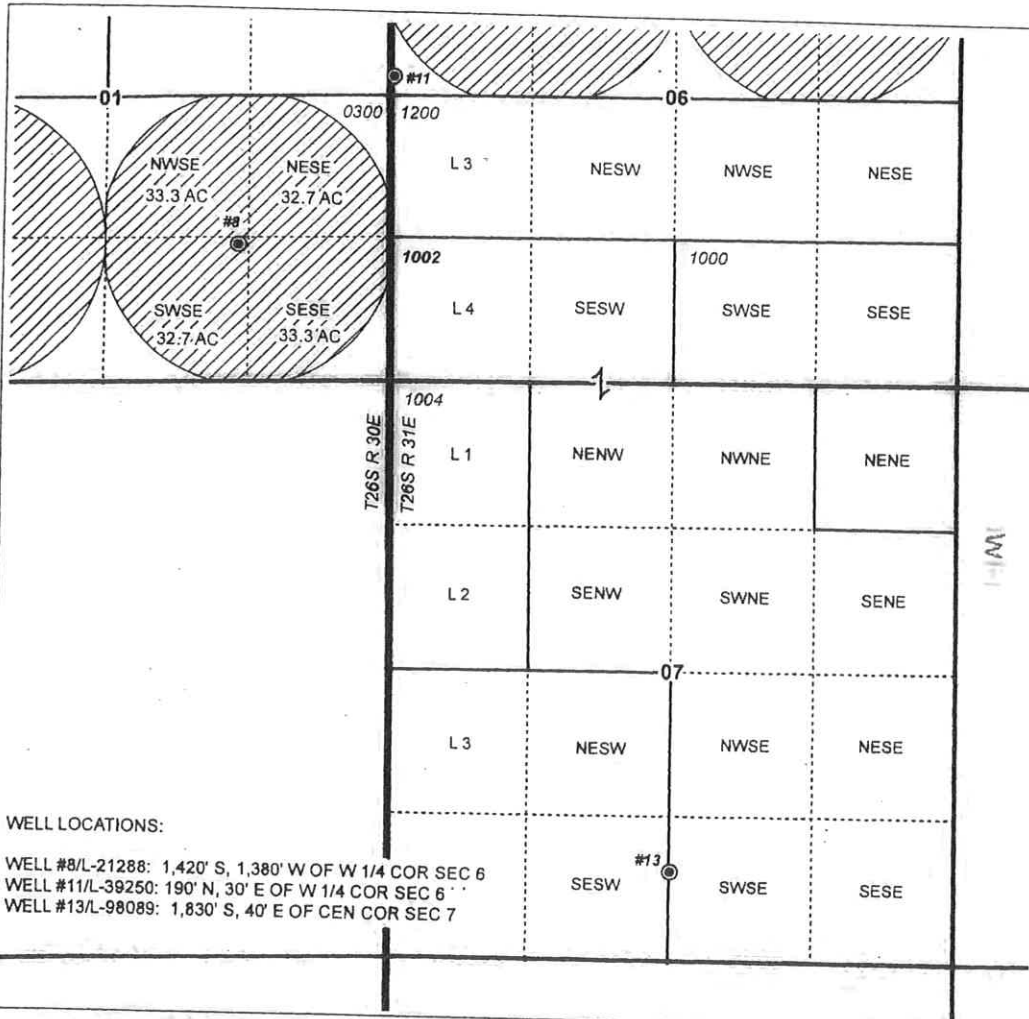 #11
01
06
0300
1200
NWSE
NESE
L 3
NESW
NWSE
NESE
33.3 AC
32.7 AC
#8
1002
1000
SWSE
SESE
L 4
SESW
SWSE
SESE
32.7 AC
33.3 AC
1004
T26S R 30E
T26S R 31E
L 1
NENW
NWNE
NENE
L 2
SENW
SWNE
SENE
07
L 3
NESW
NWSE
NESE
WELL LOCATIONS:
#13
WELL #8/L-21288: 1,420' S, 1,380' W OF W 1/4 COR SEC 6
WELL #11/L-39250: 190' N, 30' E OF W 1/4 COR SEC 6
WELL #13/L-98089: 1,830' S, 40' E OF CEN COR SEC 7
SESW
SWSE
SESE